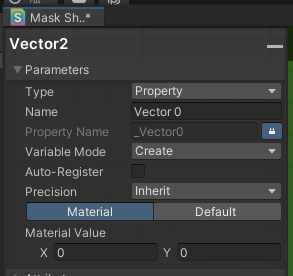 Mask Sh..*
Vector2
Parameters
Type Property
Name Vector 0
Property Name _Vector0
Variable Mode Create
Auto-Register
Precision Inherit
Material Default
Material Value
X 0 Y 0